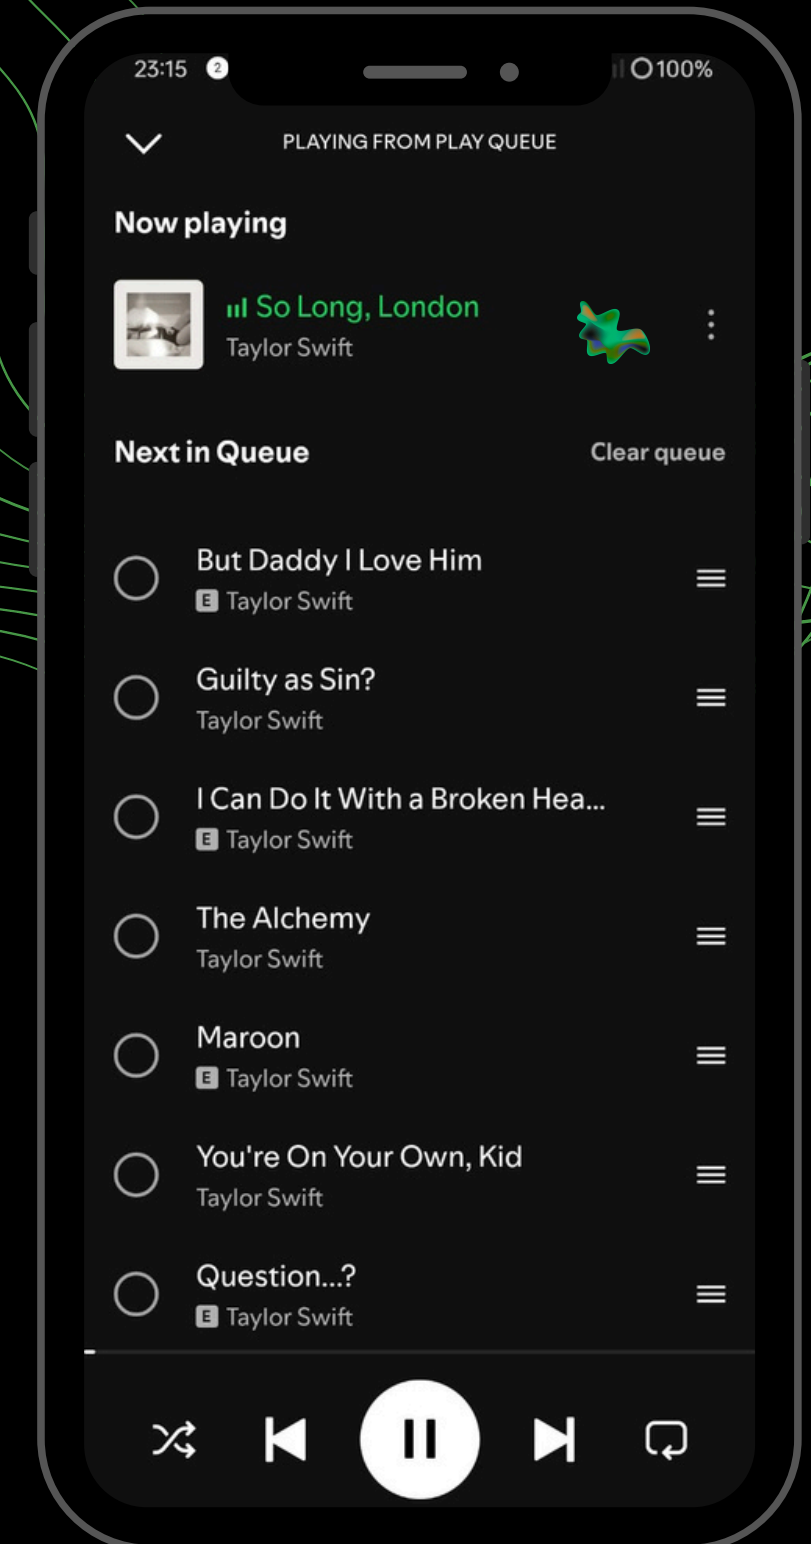 23:15 2 100%
PLAYING FROM PLAY QUEUE
Now playing
So Long, London
Taylor Swift
Next in Queue Clear queue
But Daddy I Love Him
E Taylor Swift
Guilty as Sin?
Taylor Swift
I Can Do It With a Broken Hea...
E Taylor Swift
The Alchemy
Taylor Swift
Maroon
E Taylor Swift
You're On Your Own, Kid
Taylor Swift
Question...?
E Taylor Swift